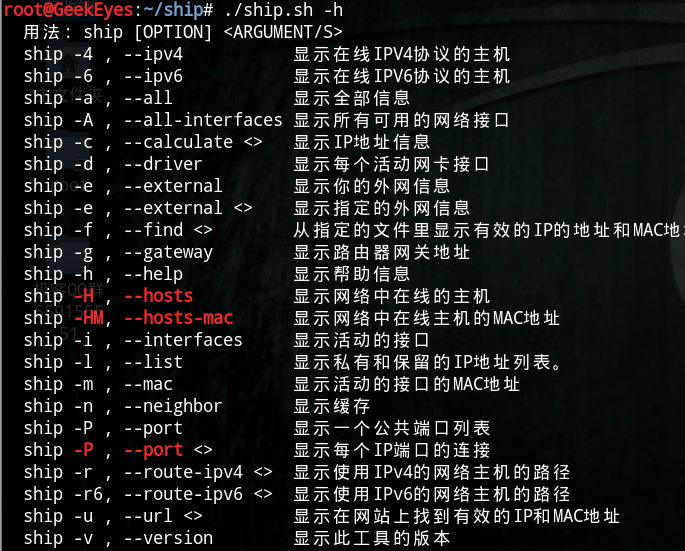 root@GeekEyes:~/ship# ./ship.sh -h
用法: ship [OPTION] <ARGUMENT/S>
ship -4 , --ipv4 显示在线IPV4协议的主机
ship -6 , --ipv6 显示在线IPV6协议的主机
ship -a , --all 显示全部信息
ship -A , --all-interfaces 显示所有可用的网络接口
ship -c , --calculate <> 显示IP地址信息
ship -d , --driver 显示每个活动网卡接口
ship -e , --external 显示你的外网信息
ship -e , --external <> 显示指定的外网信息
ship -f , --find <> 从指定的文件里显示有效的IP的地址和MAC地
ship -g , --gateway 显示路由器网关地址
ship -h , --help 显示帮助信息
ship -H , --hosts 显示网络中在线的主机
ship -HM, --hosts-mac 显示网络中在线主机的MAC地址
ship -i , --interfaces 显示活动的接口
ship -l , --list 显示私有和保留的IP地址列表。
ship -m , --mac 显示活动的接口的MAC地址
ship -n , --neighbor 显示缓存
ship -P , --port 显示一个公共端口列表
ship -P , --port <> 显示每个IP端口的连接
ship -r , --route-ipv4 <> 显示使用IPv4的网络主机的路径
ship -r6, --route-ipv6 <> 显示使用IPv6的网络主机的路径
ship -u , --url <> 显示在网站上找到有效的IP和MAC地址
ship -v , --version 显示此工具的版本